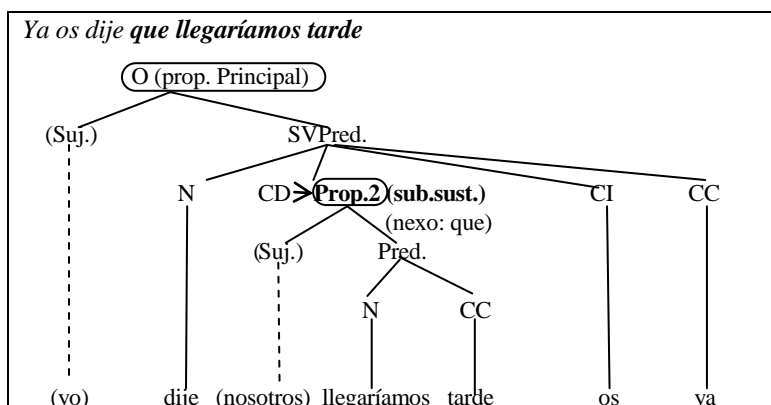 Ya os dije que llegaríamos tarde
O (prop. Principal)
(Suj.) SVPred.
N CD Prop.2 (sub.sust.) CI CC
(nexo: que)
(Suj.) Pred.
N CC
(yo) dije (nosotros) llegaríamos tarde os ya